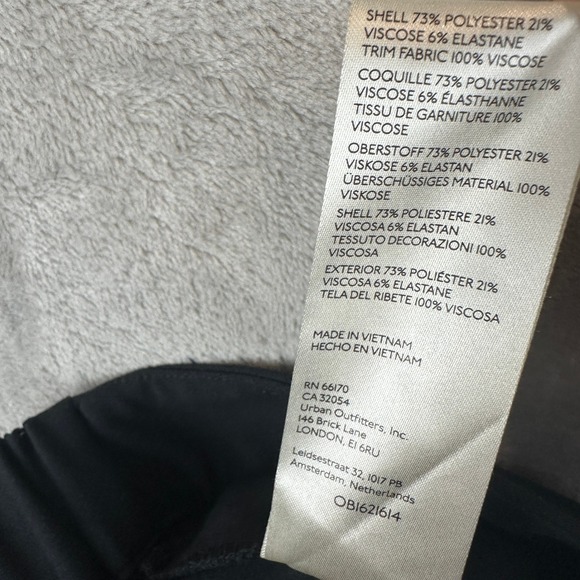 SHELL 73% POLYESTER 21%
VISCOSE 6% ELASTANE
TRIM FABRIC 100% VISCOSE
COQUILLE 73% POLYESTER 21%
VISCOSE 6% ÉLASTHANNE
TISSU DE GARNITURE 100%
VISCOSE
OBERSTOFF 73% POLYESTER 21%
VISKOSE 6% ELASTAN
ÜBERSCHÜSSIGES MATERIAL 100%
VISKOSE
SHELL 73% POLIESTERE 21%
VISCOSA 6% ELASTAN
TESSUTO DECORAZIONI 100%
VISCOSA
EXTERIOR 73% POLIÉSTER 21%
VISCOSA 6% ELASTANE
TELA DEL RIBETE 100% VISCOSA
MADE IN VIETNAM
HECHO EN VIETNAM
RN 66170
CA 32054
Urban Outfitters, Inc.
146 Brick Lane
LONDON, E1 6RU
Leidsestraat 32, 1017 PB
Amsterdam, Netherlands
OB1621614